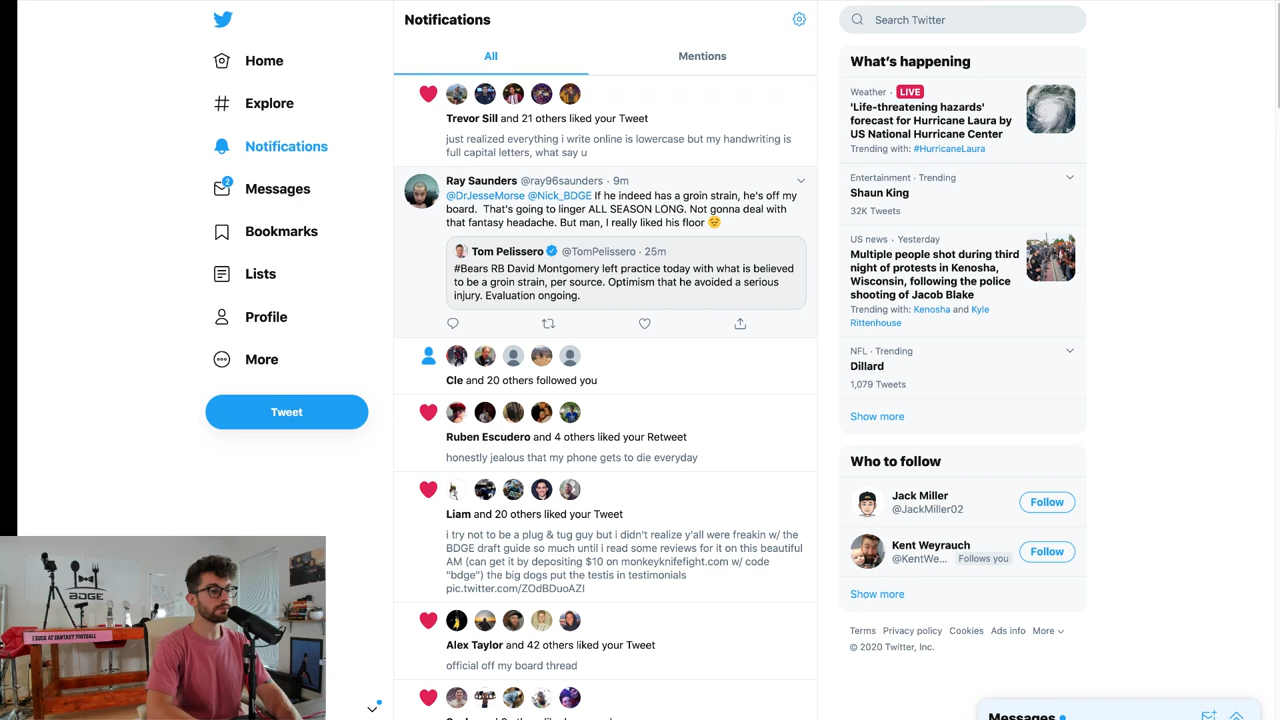 Home
Explore
Notifications
2
Messages
Bookmarks
Lists
Profile
More
Tweet
Notifications
All
Mentions
Trevor Sill and 21 others liked your Tweet
just realized everything i write online is lowercase but my handwriting is
full capital letters, what say u
Ray Saunders @ray96saunders · 9m
@DrJesseMorse @Nick_BDGE If he indeed has a groin strain, he's off my
board. That's going to linger ALL SEASON LONG. Not gonna deal with
that fantasy headache. But man, I really liked his floor 😔
Tom Pelissero @TomPelissero · 25m
#Bears RB David Montgomery left practice today with what is believed
to be a groin strain, per source. Optimism that he avoided a serious
injury. Evaluation ongoing.
Cle and 20 others followed you
Ruben Escudero and 4 others liked your Retweet
honestly jealous that my phone gets to die everyday
Liam and 20 others liked your Tweet
i try not to be a plug & tug guy but i didn't realize y'all were freakin w/ the
BDGE draft guide so much until i read some reviews for it on this beautiful
AM (can get it by depositing $10 on monkeyknifefight.com w/ code
"bdge") the big dogs put the testis in testimonials
pic.twitter.com/ZOdBDuoAZI
Alex Taylor and 42 others liked your Tweet
official off my board thread
Search Twitter
What's happening
Weather · LIVE
'Life-threatening hazards'
forecast for Hurricane Laura by
US National Hurricane Center
Trending with: #HurricaneLaura
Entertainment · Trending
Shaun King
32K Tweets
US news · Yesterday
Multiple people shot during third
night of protests in Kenosha,
Wisconsin, following the police
shooting of Jacob Blake
Trending with: Kenosha and Kyle
Rittenhouse
NFL · Trending
Dillard
1,079 Tweets
Show more
Who to follow
Jack Miller
@JackMiller02
Follow
Kent Weyrauch
@KentWe... Follows you
Follow
Show more
Terms Privacy policy Cookies Ads info More
© 2020 Twitter, Inc.
Messages
BDGE
I SUCK AT FANTASY FOOTBALL